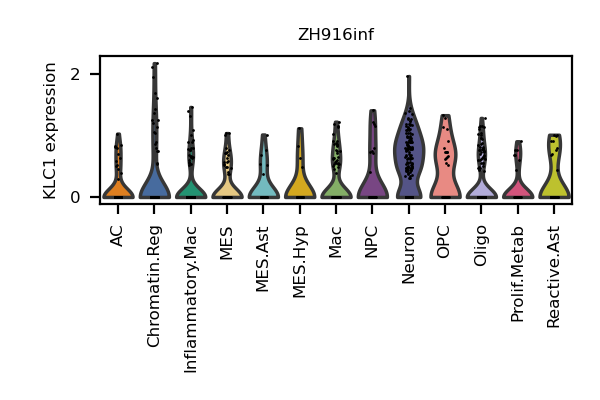 ZH916inf
KLC1 expression
2
0
AC
Chromatin.Reg
Inflammatory.Mac
MES
MES.Ast
MES.Hyp
Mac
NPC
Neuron
OPC
Oligo
Prolif.Metab
Reactive.Ast